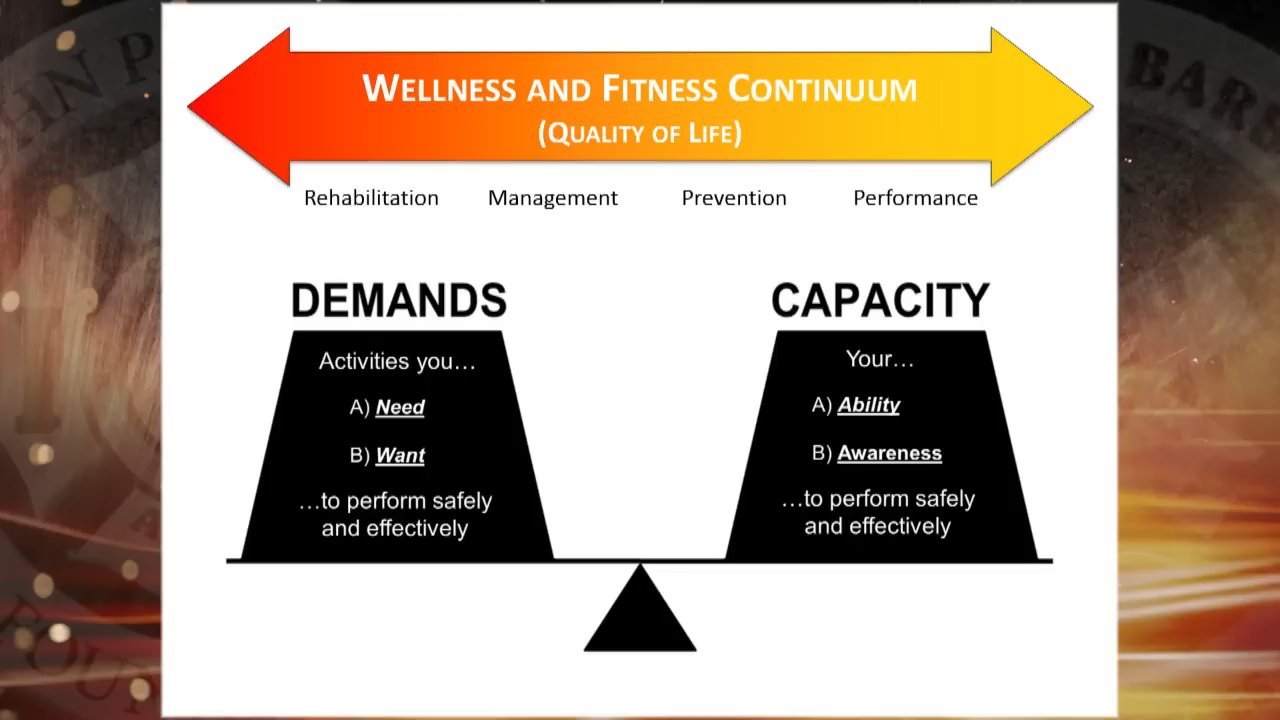 WELLNESS AND FITNESS CONTINUUM
(QUALITY OF LIFE)
Rehabilitation Management Prevention Performance
DEMANDS
Activities you...
A) Need
B) Want
...to perform safely
and effectively
CAPACITY
Your...
A) Ability
B) Awareness
...to perform safely
and effectively
BAR